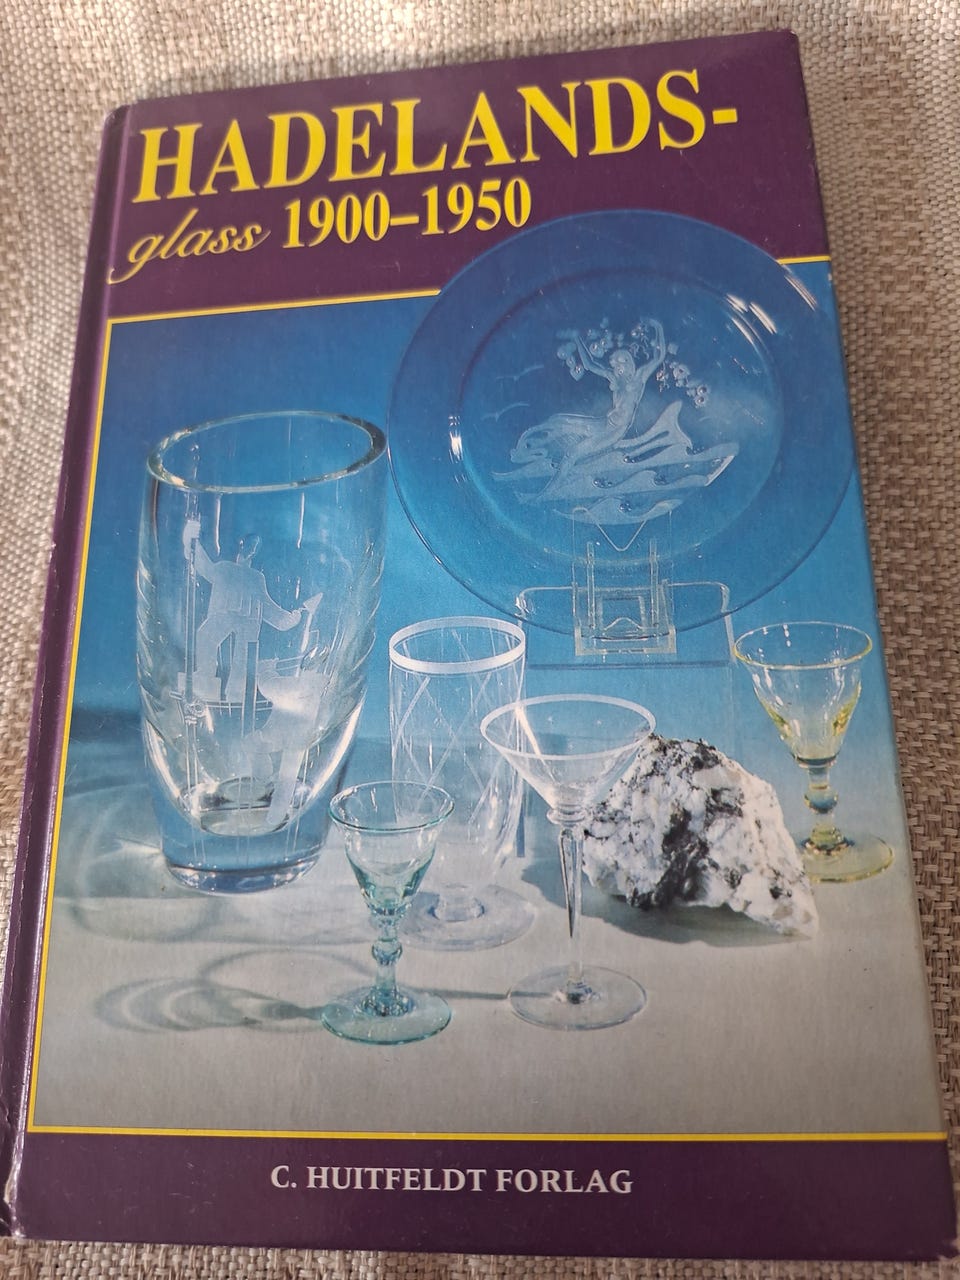 HADELANDS-
glass 1900–1950
C. HUITFELDT FORLAG